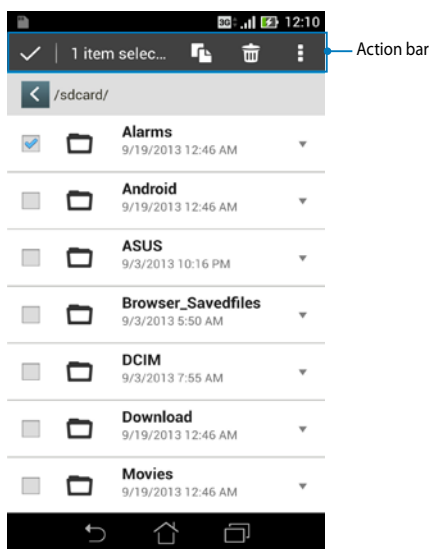 3G 12:10
1 item selec... Action bar
/sdcard/
Alarms
9/19/2013 12:46 AM
Android
9/19/2013 12:46 AM
ASUS
9/3/2013 10:16 PM
Browser_Savedfiles
9/3/2013 5:50 AM
DCIM
9/3/2013 7:55 AM
Download
9/19/2013 12:46 AM
Movies
9/19/2013 12:46 AM